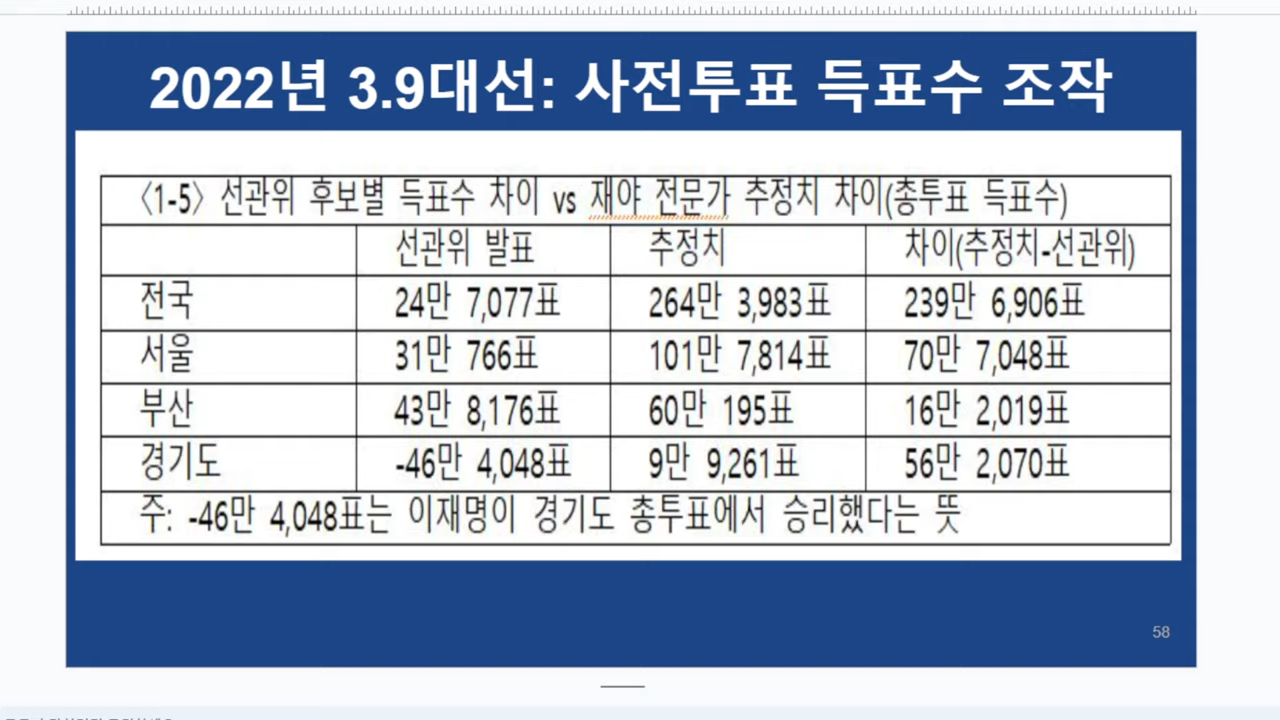 2022년 3.9대선: 사전투표 득표수 조작
〈1-5〉 선관위 후보별 득표수 차이 vs 재야 전문가 추정치 차이(총투표 득표수)
선관위 발표 추정치 차이(추정치-선관위)
전국 24만 7,077표 264만 3,983표 239만 6,906표
서울 31만 766표 101만 7,814표 70만 7,048표
부산 43만 8,176표 60만 195표 16만 2,019표
경기도 -46만 4,048표 9만 9,261표 56만 2,070표
주: -46만 4,048표는 이재명이 경기도 총투표에서 승리했다는 뜻
58